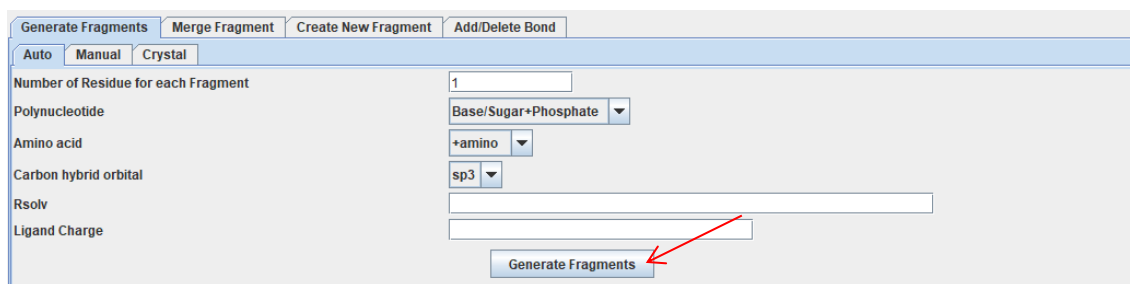 Generate Fragments Merge Fragment Create New Fragment Add/Delete Bond
Auto Manual Crystal
Number of Residue for each Fragment 1
Polynucleotide Base/Sugar+Phosphate
Amino acid +amino
Carbon hybrid orbital sp3
Rsolv
Ligand Charge
Generate Fragments